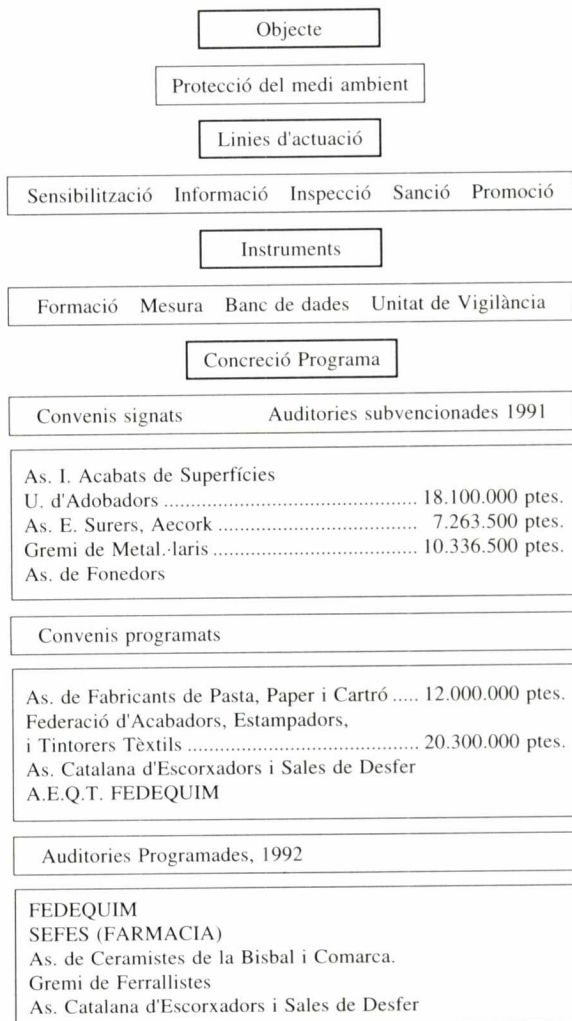 Objecte
Protecció del medi ambient
Linies d'actuació
Sensibilització Informació Inspecció Sanció Promoció
Instruments
Formació Mesura Banc de dades Unitat de Vigilància
Concreció Programa
Convenis signats Auditories subvencionades 1991
As. I. Acabats de Superfícies
U. d'Adobadors ................................................ 18.100.000 ptes.
As. E. Surers, Aecork ...................................... 7.263.500 ptes.
Gremi de Metal.·laris ....................................... 10.336.500 ptes.
As. de Fonedors
Convenis programats
As. de Fabricants de Pasta, Paper i Cartró ..... 12.000.000 ptes.
Federació d'Acabadors, Estampadors,
i Tintorers Tèxtils ............................................ 20.300.000 ptes.
As. Catalana d'Escorxadors i Sales de Desfer
A.E.Q.T. FEDEQUIM
Auditories Programades, 1992
FEDEQUIM
SEFES (FARMACIA)
As. de Ceramistes de la Bisbal i Comarca.
Gremi de Ferrallistes
As. Catalana d'Escorxadors i Sales de Desfer